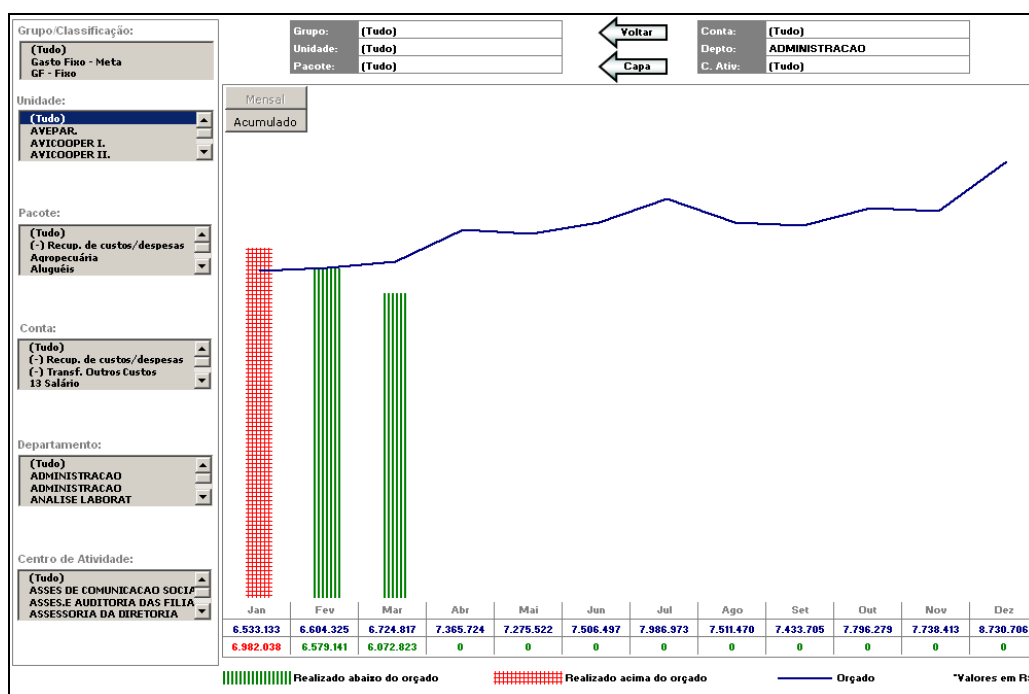 Grupo/Classificação:
(Tudo)
Gasto Fixo - Meta
GF - Fixo
Unidade:
(Tudo)
AVEPAR.
AVICOOPER I.
AVICOOPER II.
Pacote:
(Tudo)
(-) Recup. de custos/despesas
Agropecuária
Aluguéis
Conta:
(Tudo)
(-) Recup. de custos/despesas
(-) Transf. Outros Custos
13 Salário
Departamento:
(Tudo)
ADMINISTRACAO
ADMINISTRACAO
ANALISE LABORAT
Centro de Atividade:
(Tudo)
ASSES DE COMUNICACAO SOCIA
ASSES.E AUDITORIA DAS FILIA
ASSESSORIA DA DIRETORIA
Grupo: (Tudo)
Unidade: (Tudo)
Pacote: (Tudo)
Voltar
Capa
Conta: (Tudo)
Depto: ADMINISTRACAO
C. Ativ: (Tudo)
Mensal
Acumulado
Jan Fev Mar Abr Mai Jun Jul Ago Set Out Nov Dez
6.533.133 6.604.325 6.724.817 7.365.724 7.275.522 7.506.497 7.986.973 7.511.470 7.433.705 7.796.279 7.738.413 8.730.706
6.982.038 6.579.141 6.072.823 0 0 0 0 0 0 0 0 0
Realizado abaixo do orçado Realizado acima do orçado Orçado *Valores em R$